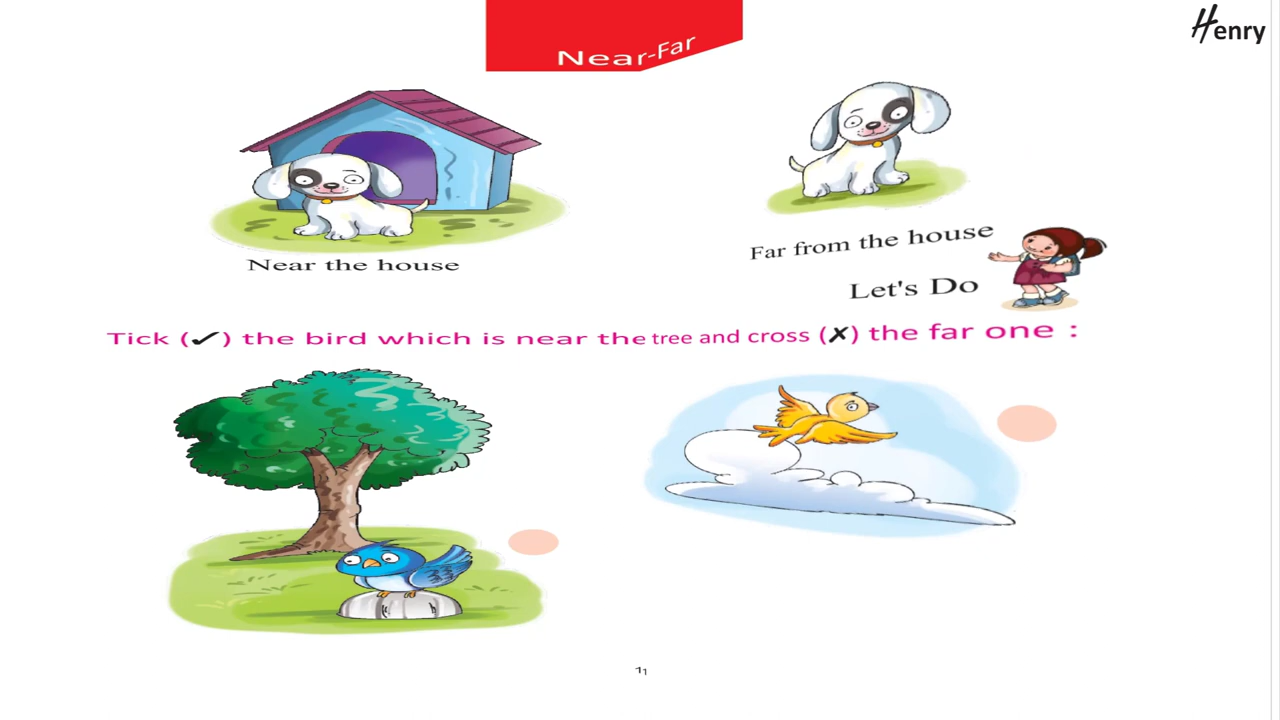 Henry
Near-Far
Near the house
Far from the house
Let's Do
Tick (✓) the bird which is near the tree and cross (✗) the far one :
11